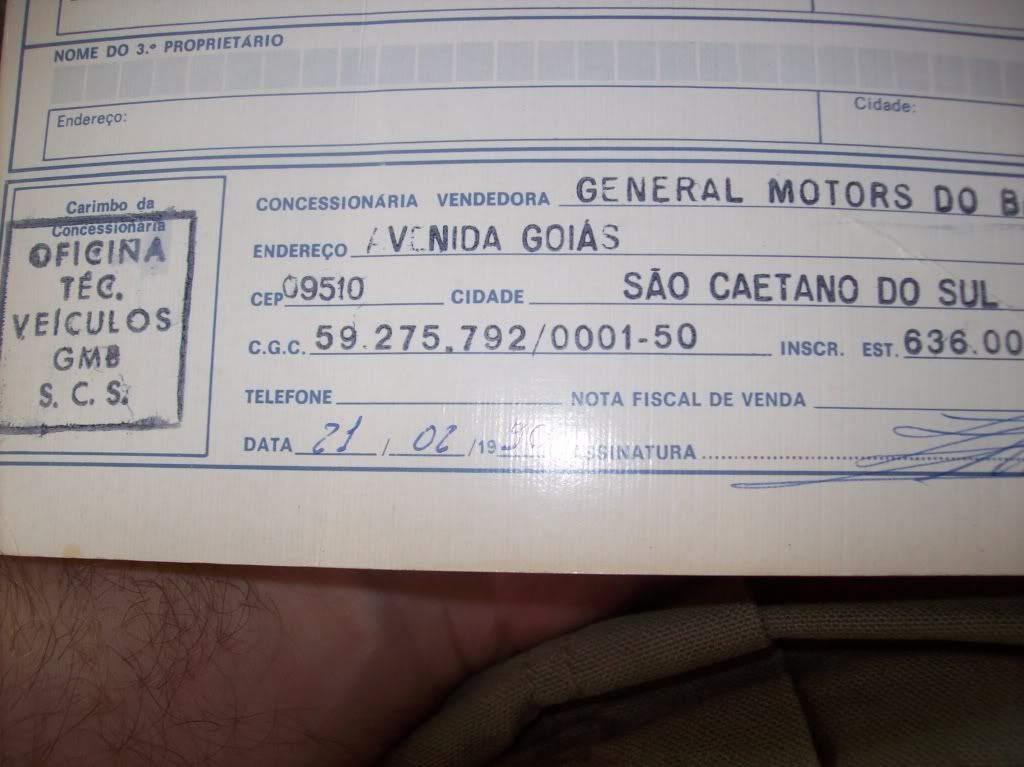 NOME DO 3.º PROPRIETÁRIO
Endereço:
Cidade:
Carimbo da
Concessionária
OFICINA
TÉC.
VEÍCULOS
GMB
S. C. S.
CONCESSIONÁRIA VENDEDORA GENERAL MOTORS DO B
ENDEREÇO AVENIDA GOIÁS
CEP 09510 CIDADE SÃO CAETANO DO SUL
C.G.C. 59.275.792/0001-50 INSCR. EST. 636.00
TELEFONE NOTA FISCAL DE VENDA
DATA 21 / 02 /19 ASSINATURA